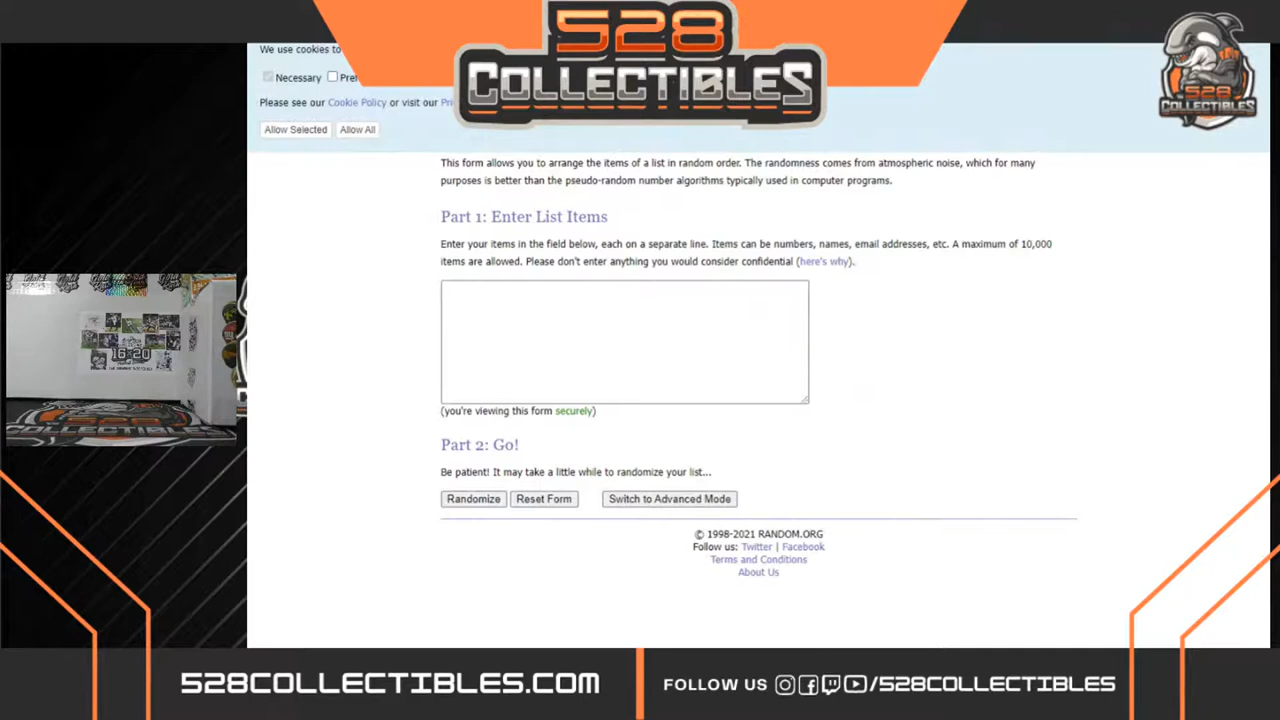 528
COLLECTIBLES
528
COLLECTIBLES
We use cookies to
Necessary
Pref
Please see our Cookie Policy or visit our Pri
Allow Selected
Allow All
This form allows you to arrange the items of a list in random order. The randomness comes from atmospheric noise, which for many
purposes is better than the pseudo-random number algorithms typically used in computer programs.
Part 1: Enter List Items
Enter your items in the field below, each on a separate line. Items can be numbers, names, email addresses, etc. A maximum of 10,000
items are allowed. Please don't enter anything you would consider confidential (here's why).
(you're viewing this form securely)
Part 2: Go!
Be patient! It may take a little while to randomize your list...
Randomize
Reset Form
Switch to Advanced Mode
© 1998-2021 RANDOM.ORG
Follow us: Twitter | Facebook
Terms and Conditions
About Us
528
528COLLECTIBLES.COM
FOLLOW US /528COLLECTIBLES